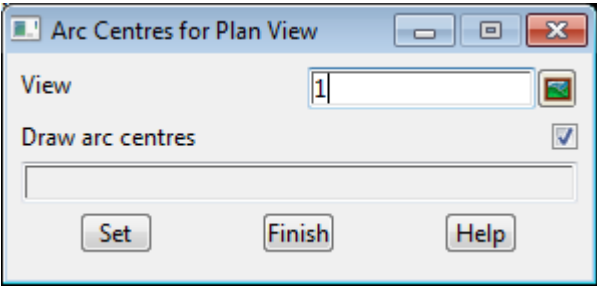 Arc Centres for Plan View
View 1
Draw arc centres
Set Finish Help